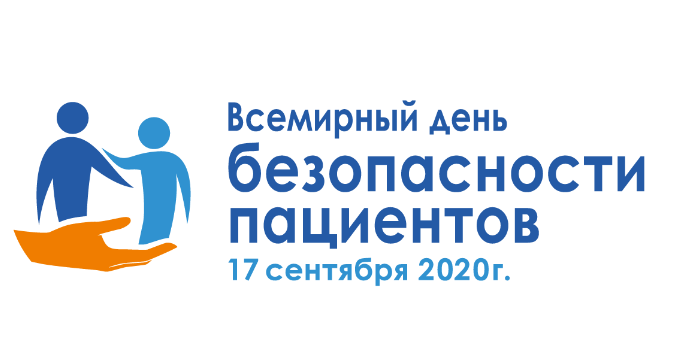 Всемирный день
безопасности
пациентов
17 сентября 2020г.